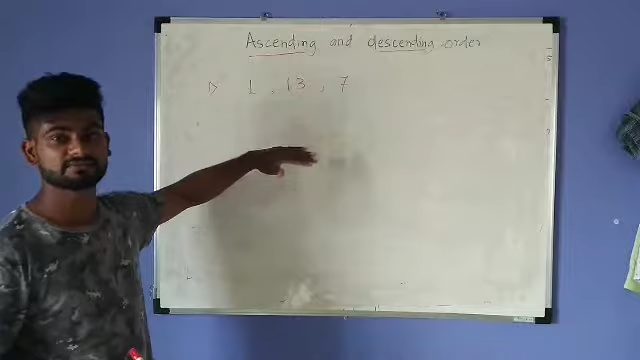 Ascending and descending order
1> 1 , 13 , 7